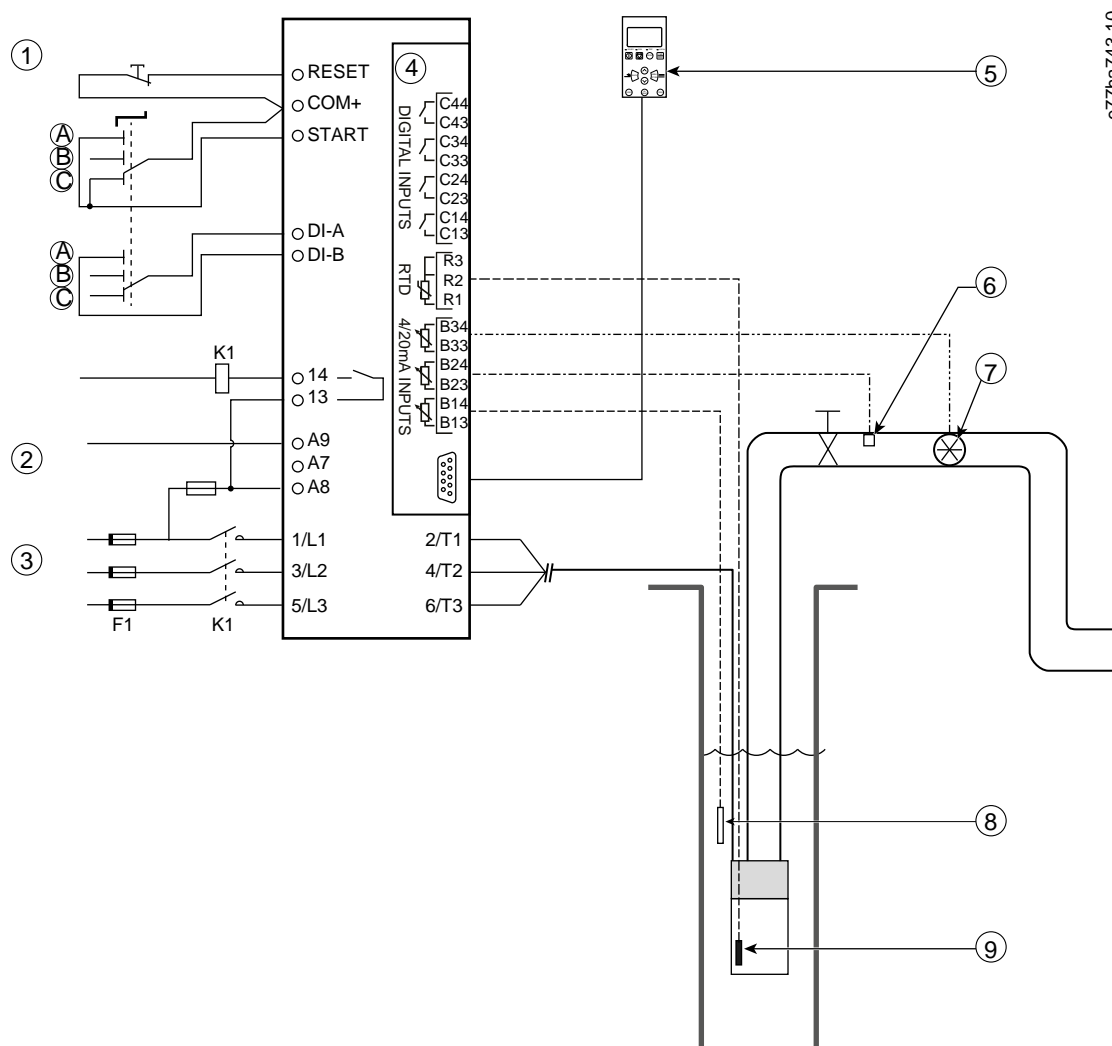 1
RESET
COM+
START
A
B
C
DI-A
DI-B
A
B
C
K1
14
13
2
A9
A7
A8
3
1/L1
3/L2
5/L3
F1
K1
2/T1
4/T2
6/T3
4
DIGITAL INPUTS
C44
C43
C34
C33
C24
C23
C14
C13
RTD
R3
R2
R1
4/20mA INPUTS
B34
B33
B24
B23
B14
B13
5
6
7
8
9